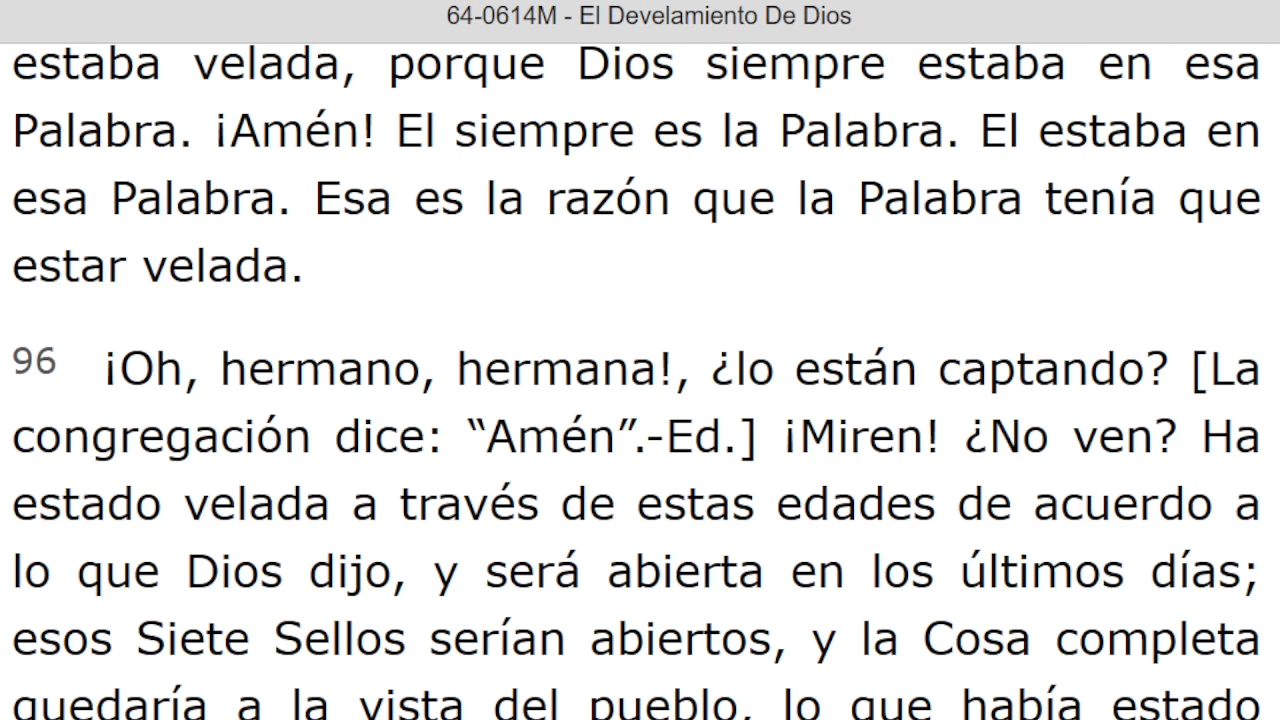 64-0614M - El Develamiento De Dios
estaba velada, porque Dios siempre estaba en esa
Palabra. ¡Amén! El siempre es la Palabra. El estaba en
esa Palabra. Esa es la razón que la Palabra tenía que
estar velada.
96 ¡Oh, hermano, hermana!, ¿lo están captando? [La
congregación dice: “Amén”.-Ed.] ¡Miren! ¿No ven? Ha
estado velada a través de estas edades de acuerdo a
lo que Dios dijo, y será abierta en los últimos días;
esos Siete Sellos serían abiertos, y la Cosa completa
quedaría a la vista del pueblo, lo que había estado